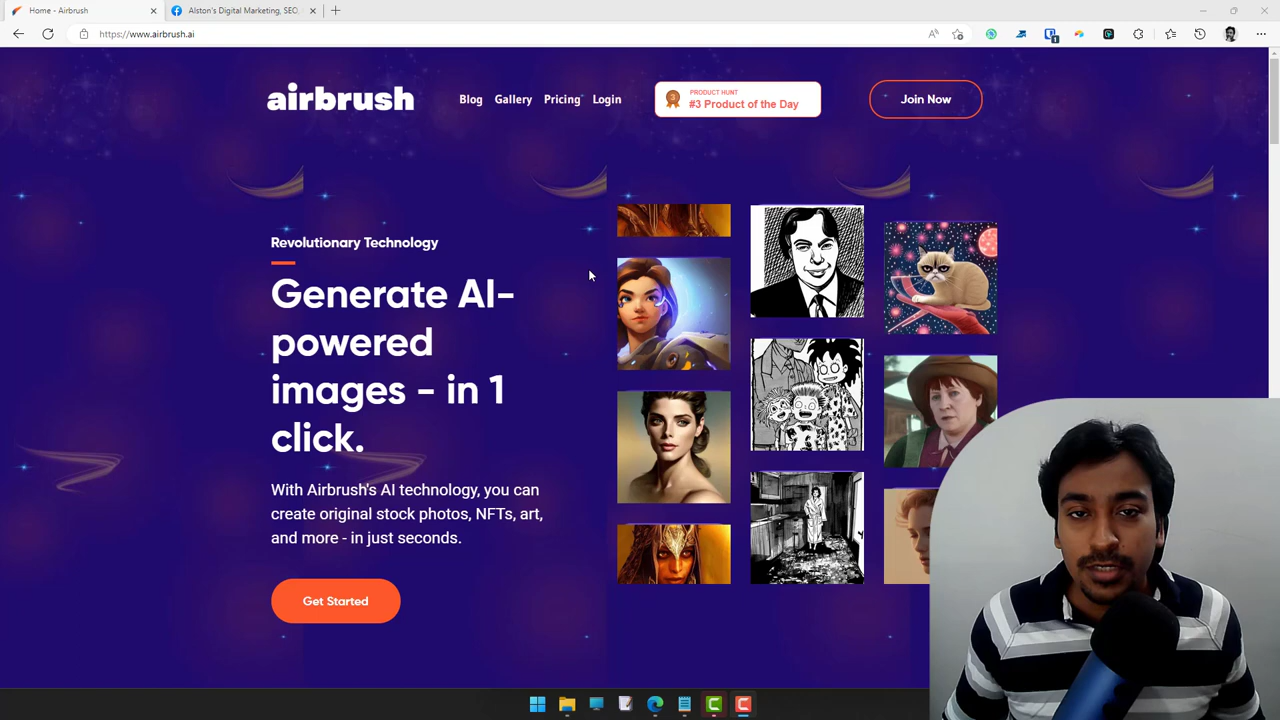 Home - Airbrush
Alston's Digital Marketing, SEO,
https://www.airbrush.ai
airbrush
Blog Gallery Pricing Login
3
PRODUCT HUNT
#3 Product of the Day
Join Now
Revolutionary Technology
Generate AI-
powered
images - in 1
click.
With Airbrush's AI technology, you can
create original stock photos, NFTs, art,
and more - in just seconds.
Get Started